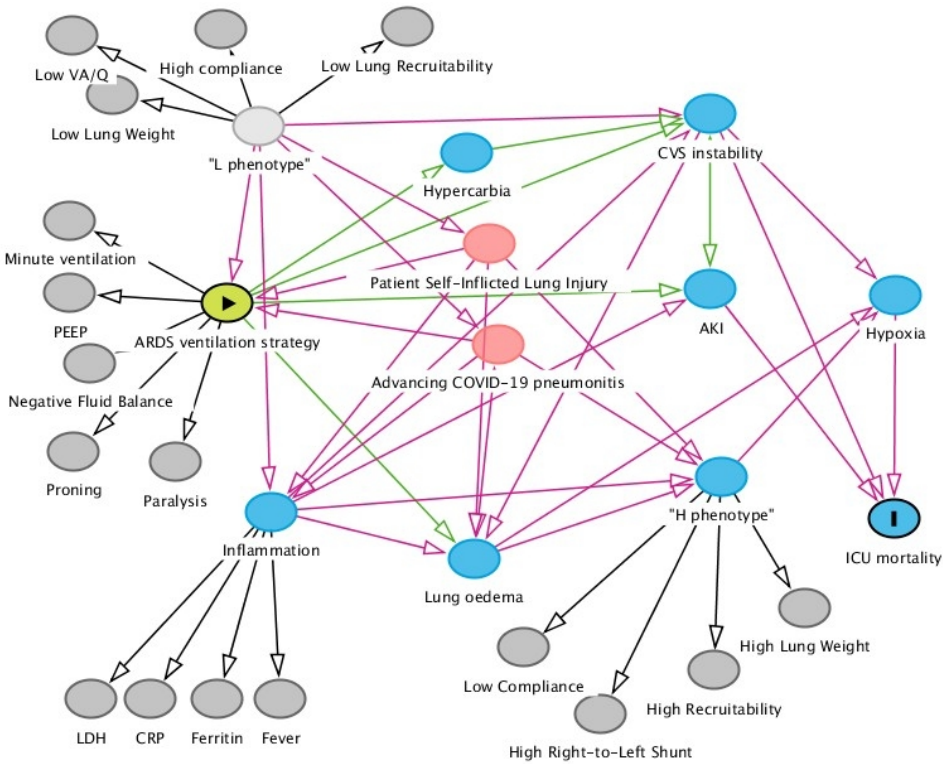 Low VA/Q
High compliance
Low Lung Recruitability
Low Lung Weight
"L phenotype"
CVS instability
Hypercarbia
Minute ventilation
Patient Self-Inflicted Lung Injury
PEEP
ARDS ventilation strategy
AKI
Hypoxia
Advancing COVID-19 pneumonitis
Negative Fluid Balance
Proning
Paralysis
"H phenotype"
Inflammation
ICU mortality
Lung oedema
High Lung Weight
Low Compliance
High Recruitability
LDH
CRP
Ferritin
Fever
High Right-to-Left Shunt